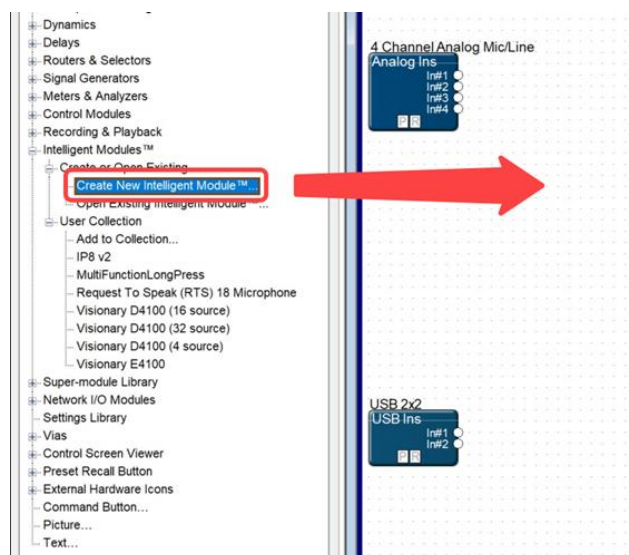 Dynamics
Delays
Routers & Selectors
Signal Generators
Meters & Analyzers
Control Modules
Recording & Playback
Intelligent Modules™
Create or Open Existing
Create New Intelligent Module™...
Open Existing Intelligent Module™...
User Collection
Add to Collection...
IP8 v2
MultiFunctionLongPress
Request To Speak (RTS) 18 Microphone
Visionary D4100 (16 source)
Visionary D4100 (32 source)
Visionary D4100 (4 source)
Visionary E4100
Super-module Library
Network I/O Modules
Settings Library
Vias
Control Screen Viewer
Preset Recall Button
External Hardware Icons
Command Button...
Picture...
Text...
4 Channel Analog Mic/Line
Analog Ins
In#1
In#2
In#3
In#4
P R
USB 2x2
USB Ins
In#1
In#2
P R